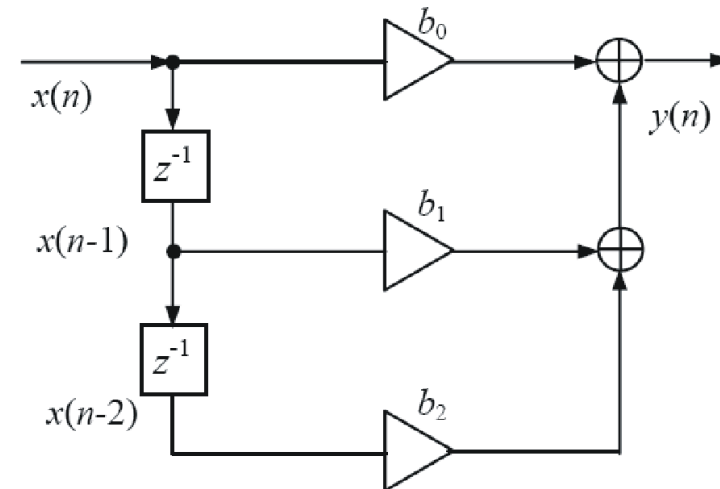 b₀
x(n)
y(n)
z⁻¹
b₁
x(n-1)
z⁻¹
x(n-2)
b₂